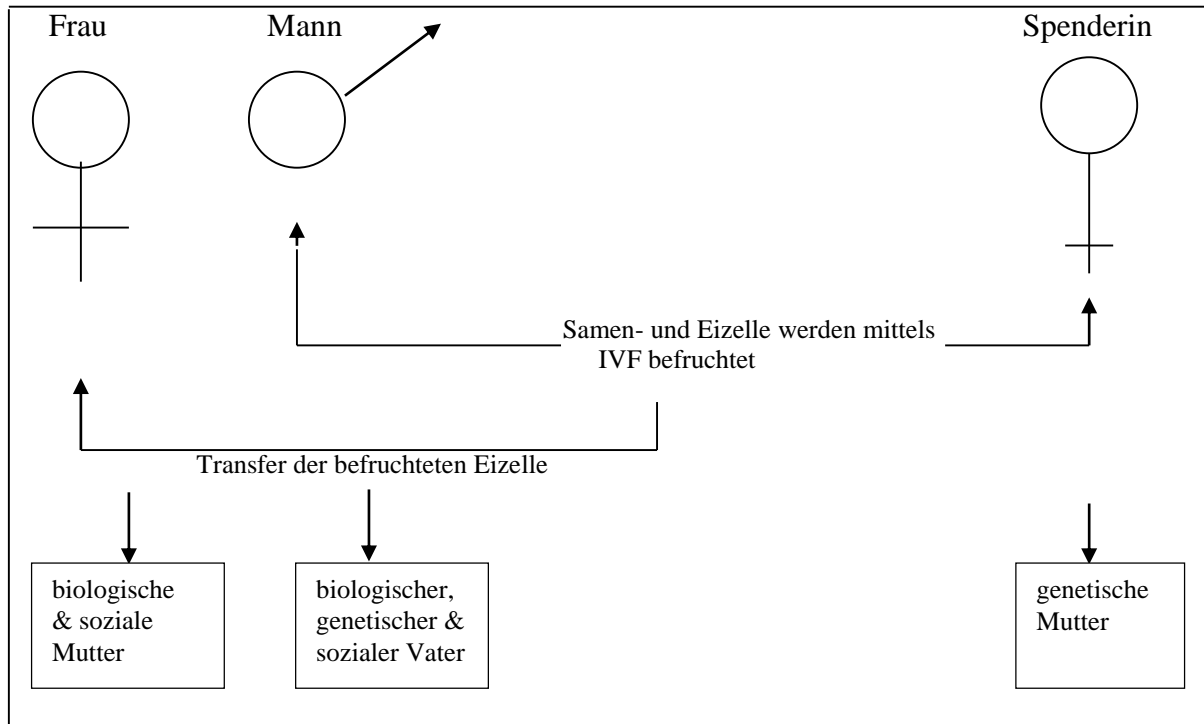 Frau
Mann
Spenderin
Samen- und Eizelle werden mittels
IVF befruchtet
Transfer der befruchteten Eizelle
biologische
& soziale
Mutter
biologischer,
genetischer &
sozialer Vater
genetische
Mutter